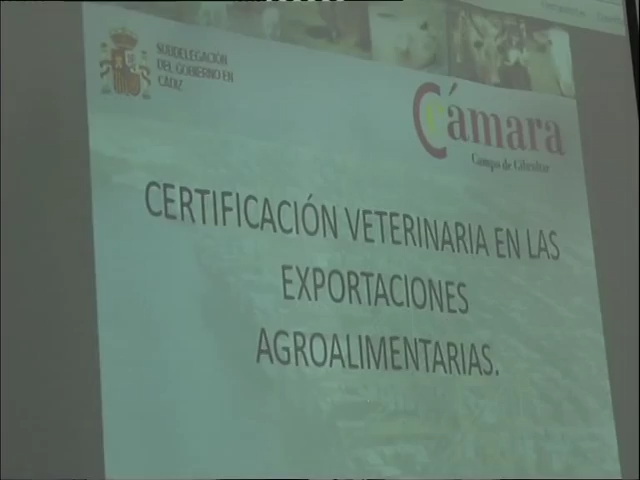 SUBDELEGACIÓN
DEL GOBIERNO EN
CÁDIZ
Cámara
Campo de Gibraltar
CERTIFICACIÓN VETERINARIA EN LAS
EXPORTACIONES
AGROALIMENTARIAS.